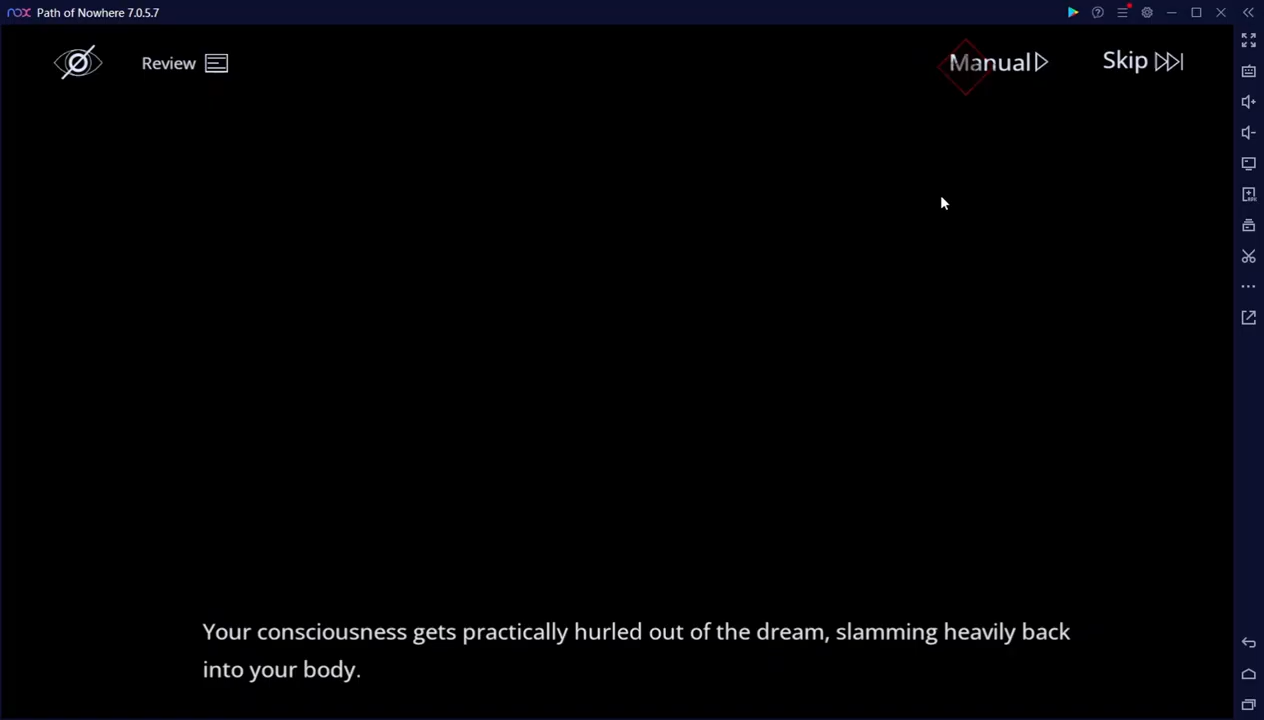 nox Path of Nowhere 7.0.5.7
Review
Manual
Skip
Your consciousness gets practically hurled out of the dream, slamming heavily back
into your body.